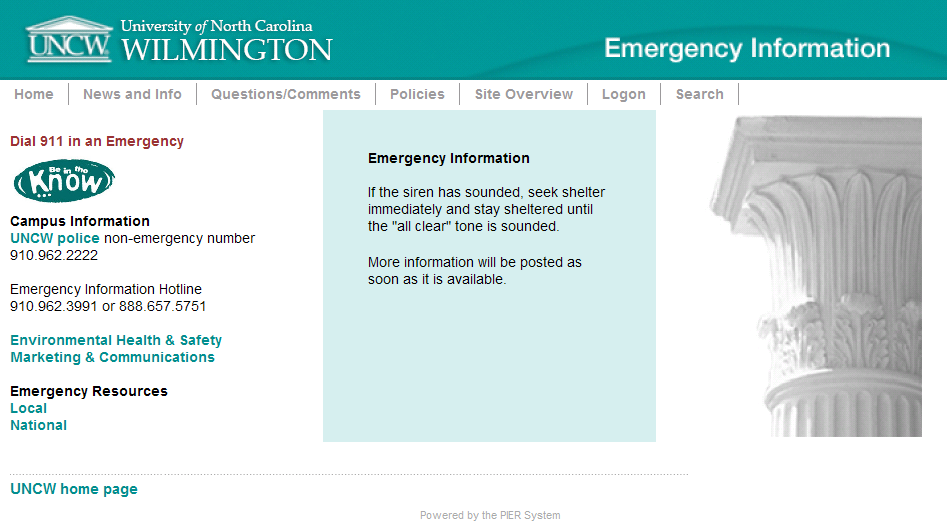 UNCW
University of North Carolina
WILMINGTON
Emergency Information
Home
News and Info
Questions/Comments
Policies
Site Overview
Logon
Search
Dial 911 in an Emergency
Be in the
Know
Campus Information
UNCW police non-emergency number
910.962.2222
Emergency Information Hotline
910.962.3991 or 888.657.5751
Environmental Health & Safety
Marketing & Communications
Emergency Resources
Local
National
Emergency Information
If the siren has sounded, seek shelter
immediately and stay sheltered until
the "all clear" tone is sounded.
More information will be posted as
soon as it is available.
UNCW home page
Powered by the PIER System